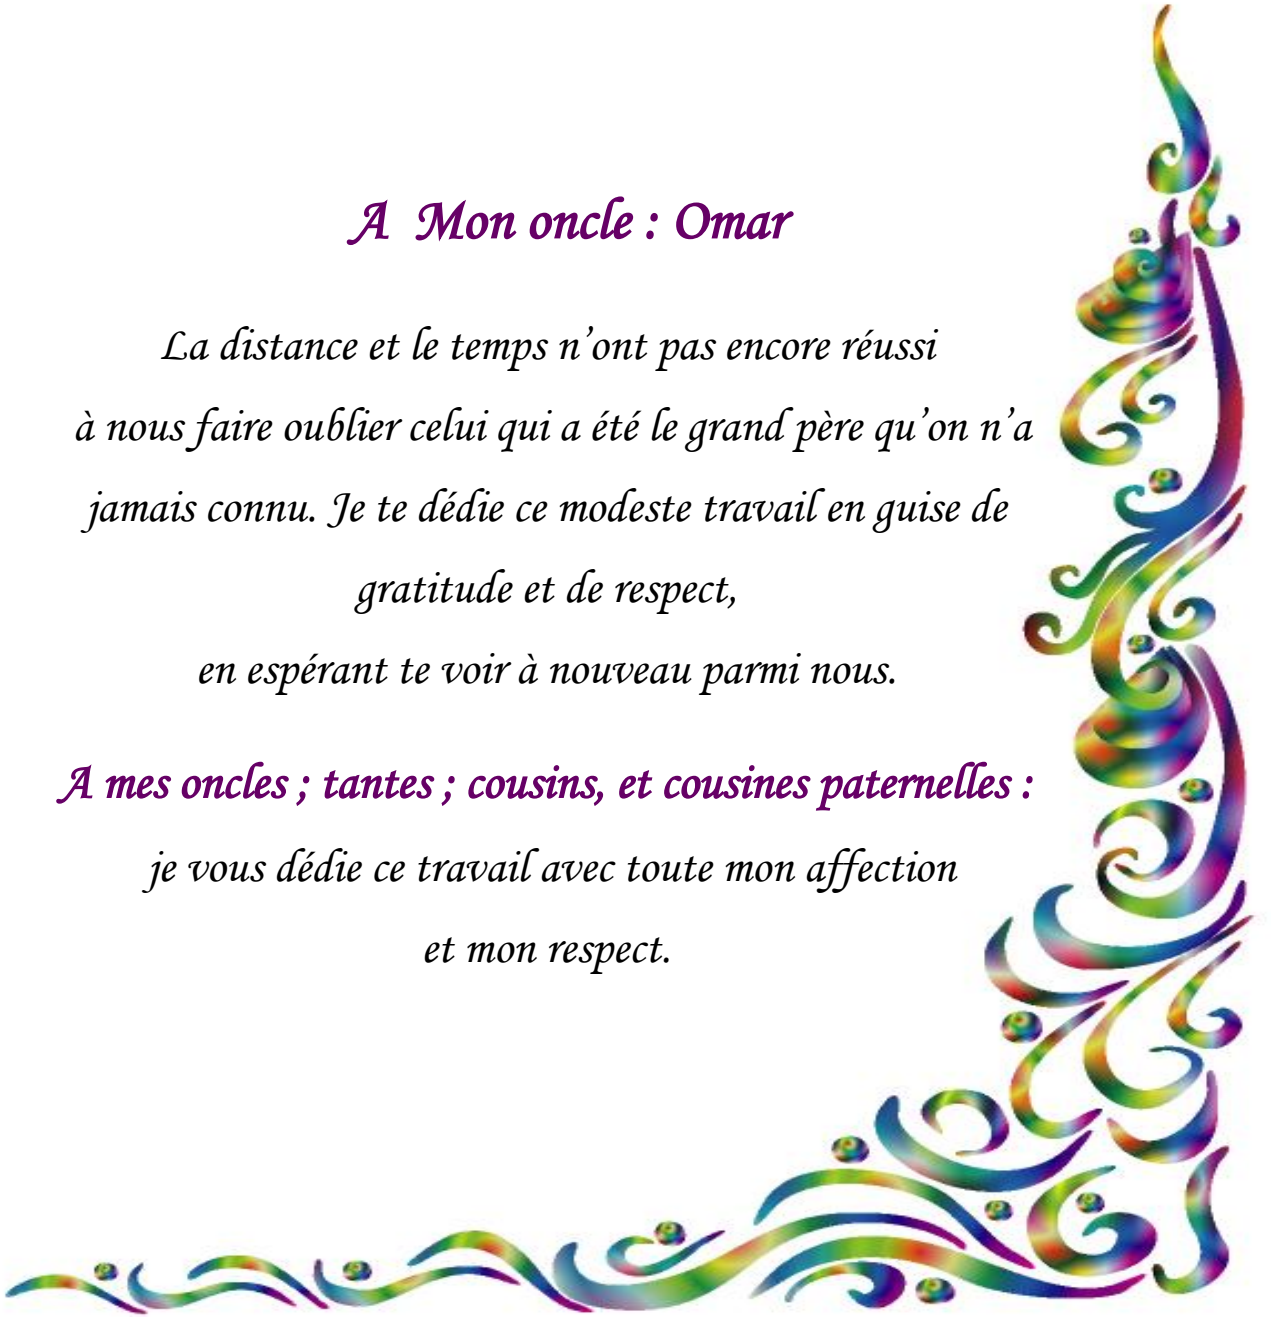 A Mon oncle : Omar
La distance et le temps n’ont pas encore réussi
à nous faire oublier celui qui a été le grand père qu’on n’a
jamais connu. Je te dédie ce modeste travail en guise de
gratitude et de respect,
en espérant te voir à nouveau parmi nous.
A mes oncles ; tantes ; cousins, et cousines paternelles :
je vous dédie ce travail avec toute mon affection
et mon respect.